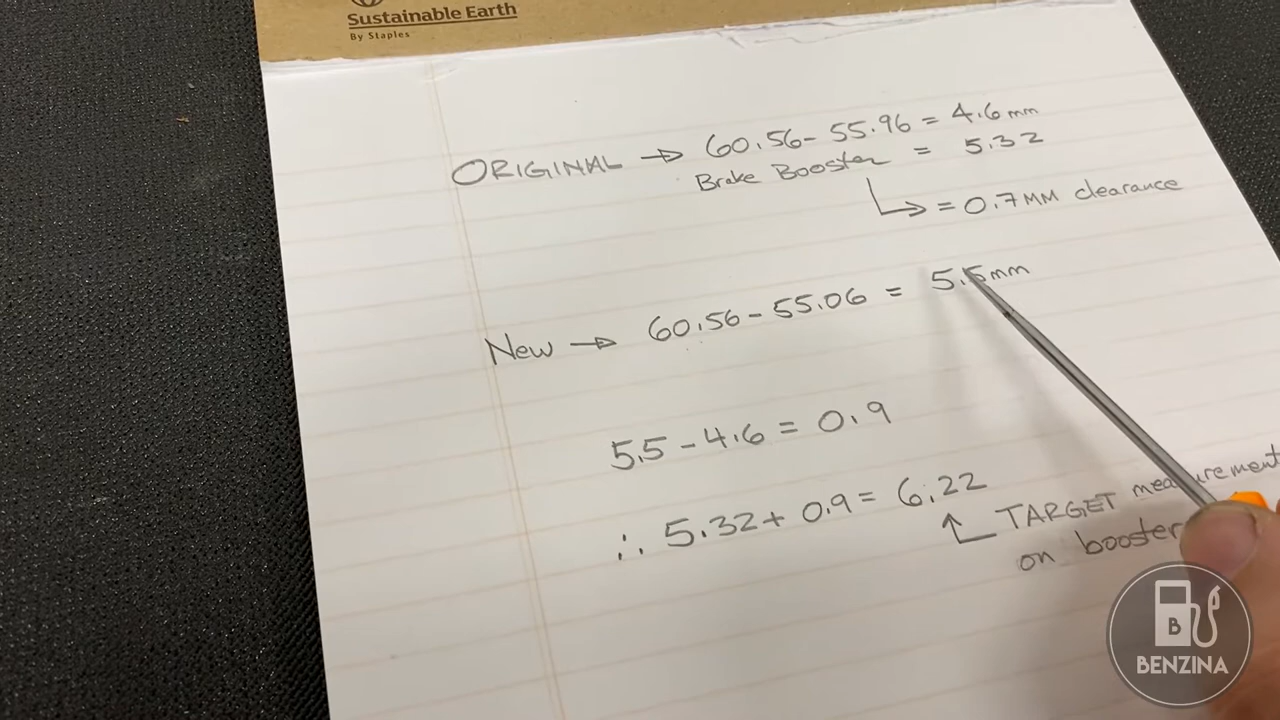 Sustainable Earth
By Staples
ORIGINAL → 60.56 - 55.96 = 4.6mm
Brake Booster = 5.32
↳ = 0.7MM clearance
New → 60.56 - 55.06 = 5.5mm
5.5 - 4.6 = 0.9
∴ 5.32 + 0.9 = 6.22
↑ TARGET measurement
on booster
B
BENZINA